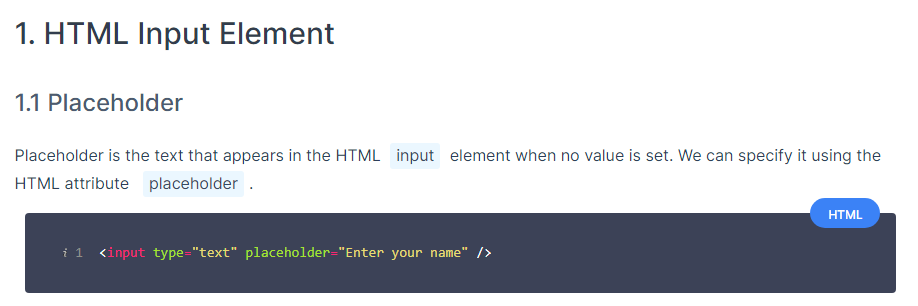 1. HTML Input Element
1.1 Placeholder
Placeholder is the text that appears in the HTML input element when no value is set. We can specify it using the
HTML attribute placeholder .
HTML
i 1 <input type="text" placeholder="Enter your name" />